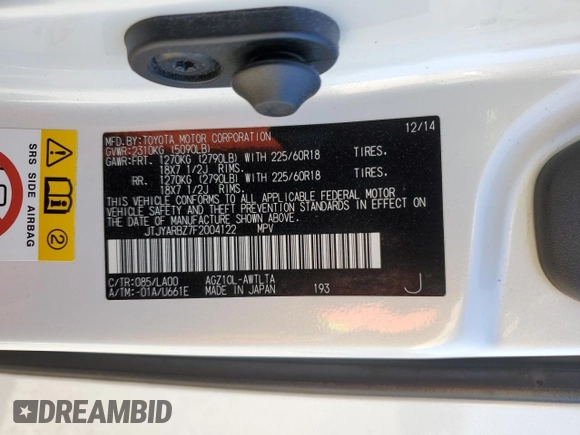 MFD.BY:TOYOTA MOTOR CORPORATION 12/14
GVWR:2310KG (5090LB)
GAWR:FRT. 1270KG (2790LB) WITH 225/60R18 TIRES.
18X7 1/2J RIMS.
RR. 1270KG (2790LB) WITH 225/60R18 TIRES.
18X7 1/2J RIMS.
THIS VEHICLE CONFORMS TO ALL APPLICABLE FEDERAL MOTOR
VEHICLE SAFETY AND THEFT PREVENTION STANDARDS IN EFFECT ON
THE DATE OF MANUFACTURE SHOWN ABOVE.
JTJYARBZ7F2004122 MPV
C/TR:085/LA00 AGZ10L-AWTLTA
A/TM:-01A/U661E MADE IN JAPAN 193 J
SRS SIDE AIRBAG
2
DREAMBID